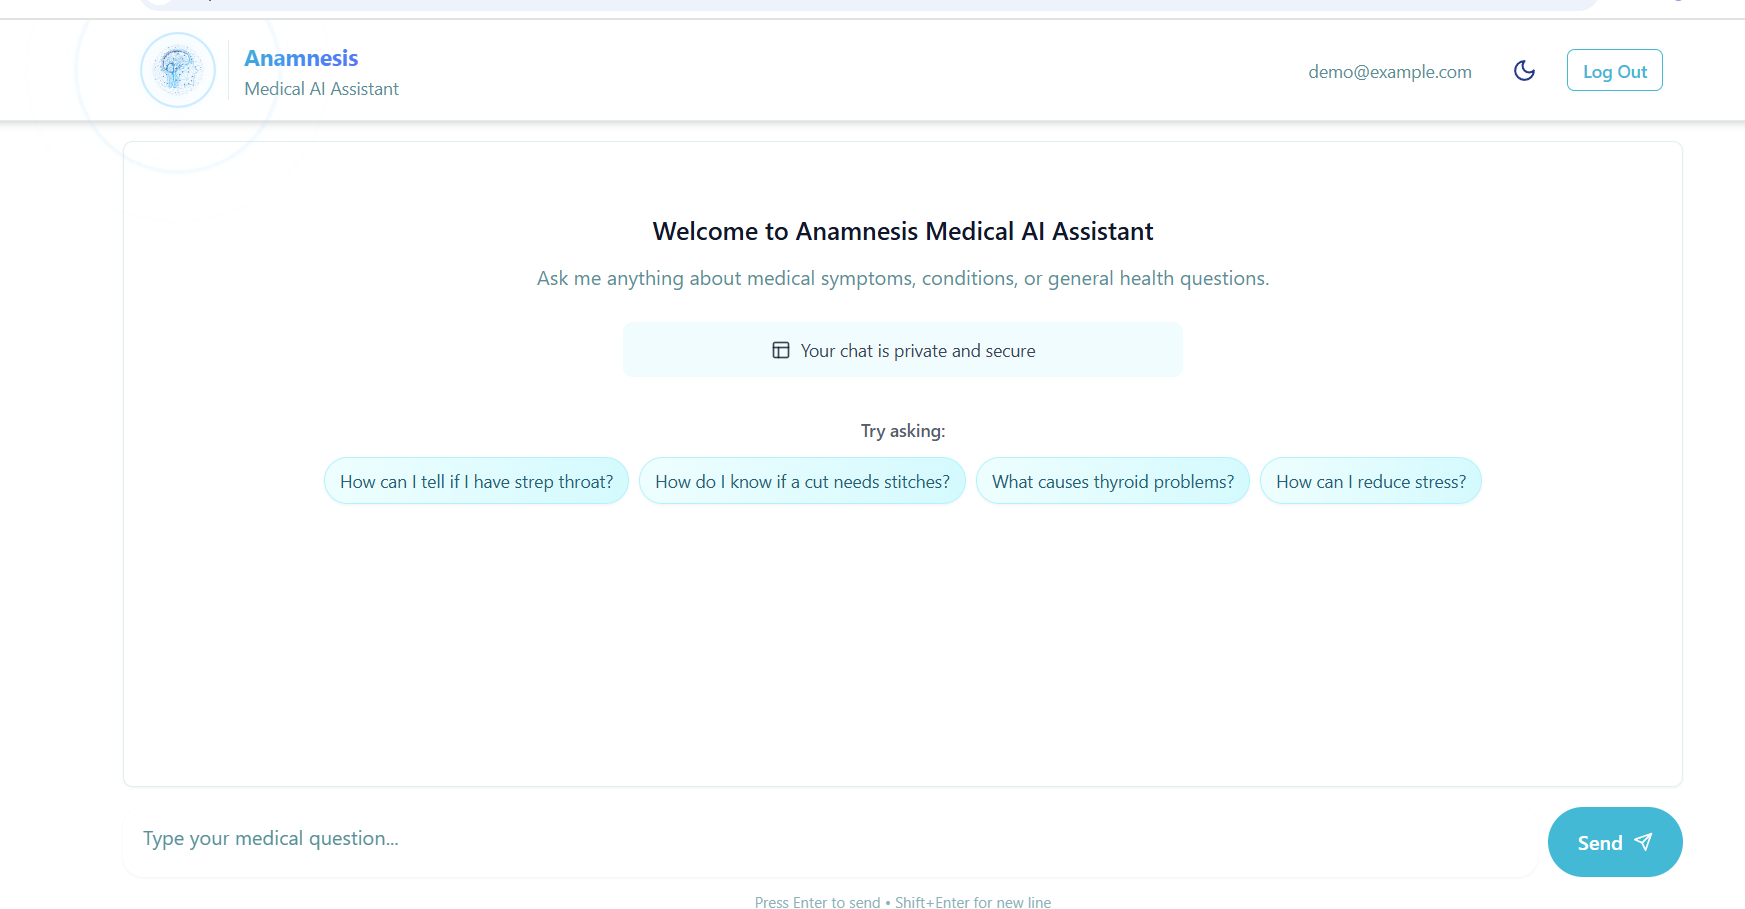 Anamnesis
Medical AI Assistant
demo@example.com
Log Out
Welcome to Anamnesis Medical AI Assistant
Ask me anything about medical symptoms, conditions, or general health questions.
Your chat is private and secure
Try asking:
How can I tell if I have strep throat?
How do I know if a cut needs stitches?
What causes thyroid problems?
How can I reduce stress?
Type your medical question...
Send
Press Enter to send • Shift+Enter for new line